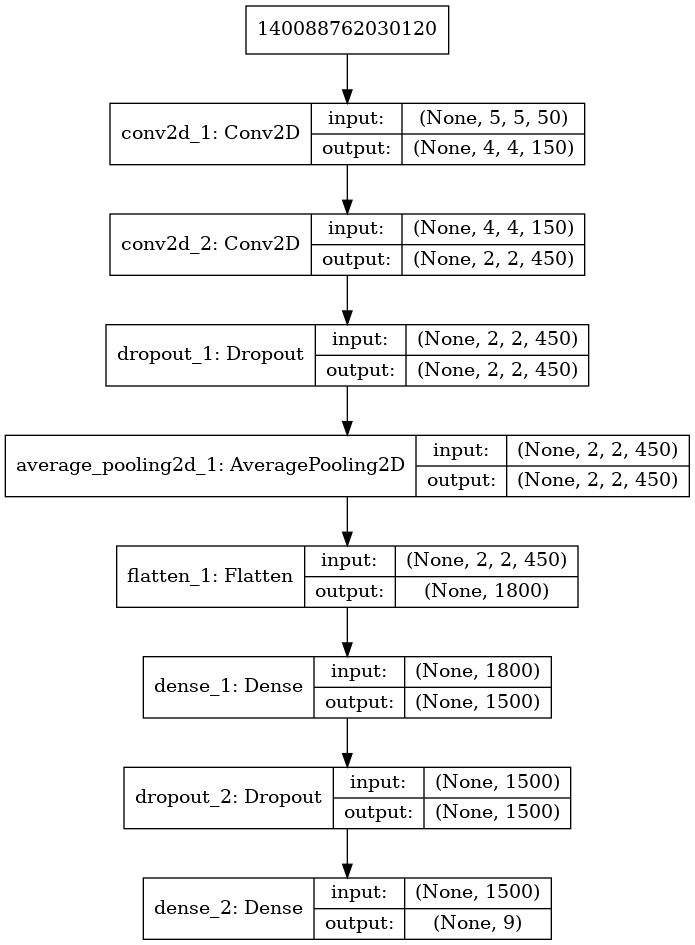 140088762030120
conv2d_1: Conv2D
input: (None, 5, 5, 50)
output: (None, 4, 4, 150)
conv2d_2: Conv2D
input: (None, 4, 4, 150)
output: (None, 2, 2, 450)
dropout_1: Dropout
input: (None, 2, 2, 450)
output: (None, 2, 2, 450)
average_pooling2d_1: AveragePooling2D
input: (None, 2, 2, 450)
output: (None, 2, 2, 450)
flatten_1: Flatten
input: (None, 2, 2, 450)
output: (None, 1800)
dense_1: Dense
input: (None, 1800)
output: (None, 1500)
dropout_2: Dropout
input: (None, 1500)
output: (None, 1500)
dense_2: Dense
input: (None, 1500)
output: (None, 9)